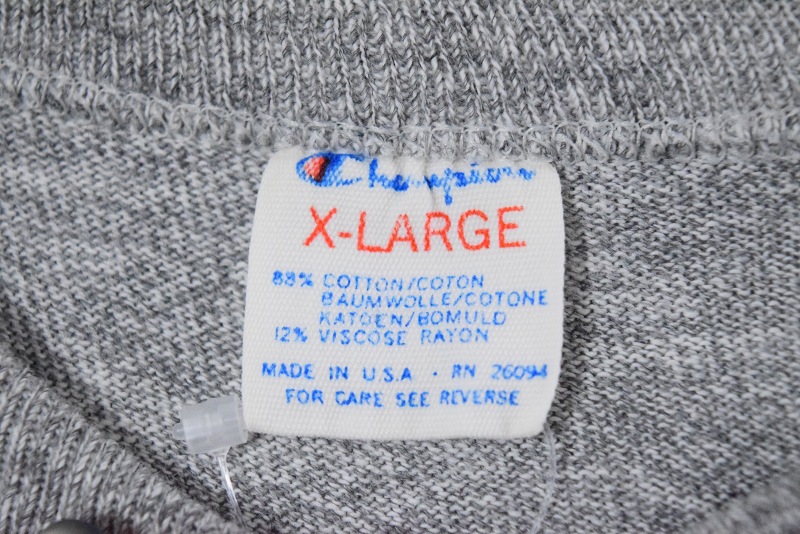 Champion
X-LARGE
88% COTTON/COTON
BAUMWOLLE/COTONE
KATOEN/BOMULD
12% VISCOSE RAYON
MADE IN U.S.A · RN 26094
FOR CARE SEE REVERSE